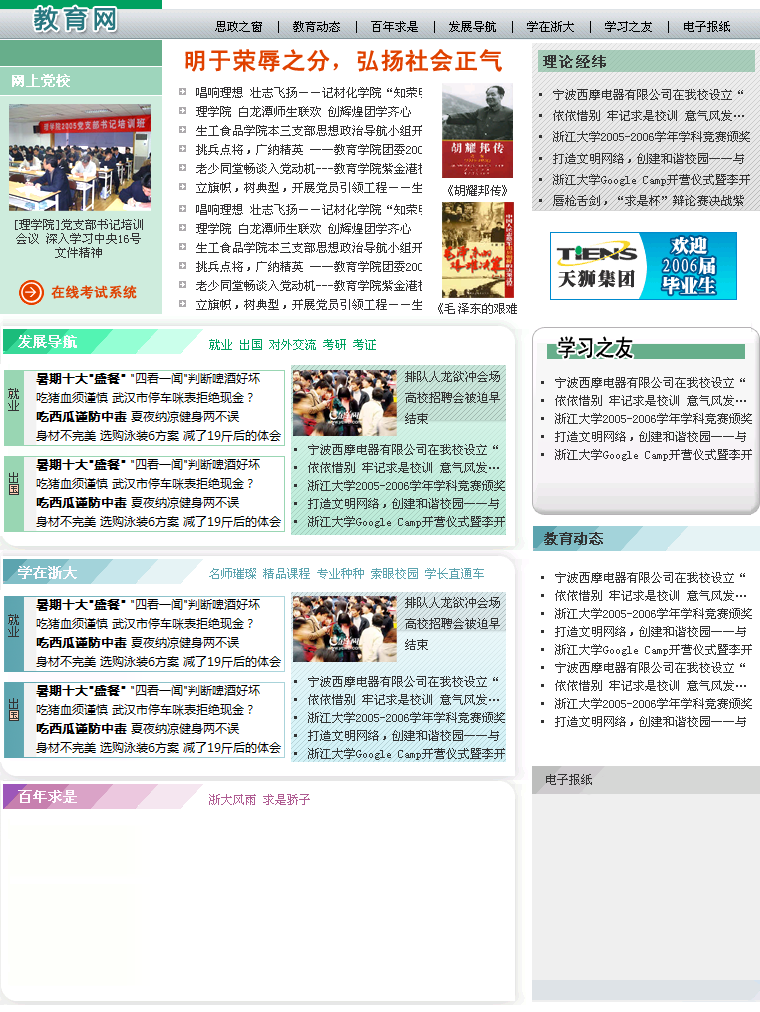 教育网
思政之窗 | 教育动态 | 百年求是 | 发展导航 | 学在浙大 | 学习之友 | 电子报纸
网上党校
理学院2005党支部书记培训班
[理学院]党支部书记培训
会议 深入学习中央16号
文件精神
在线考试系统
明于荣辱之分，弘扬社会正气
唱响理想 壮志飞扬——记材化学院“知荣
理学院 白龙潭师生联欢 创辉煌团学齐心
生工食品学院本三支部思想政治导航小组开
挑兵点将，广纳精英 ——教育学院团委200
老少同堂畅谈入党动机---教育学院紫金港
立旗帜，树典型，开展党员引领工程——生
唱响理想 壮志飞扬——记材化学院“知荣
理学院 白龙潭师生联欢 创辉煌团学齐心
生工食品学院本三支部思想政治导航小组开
挑兵点将，广纳精英 ——教育学院团委200
老少同堂畅谈入党动机---教育学院紫金港
立旗帜，树典型，开展党员引领工程——生
胡耀邦传
《胡耀邦传》
毛泽东的艰难决策
《毛泽东的艰难
理论经纬
宁波西摩电器有限公司在我校设立“
依依惜别 牢记求是校训 意气风发…
浙江大学2005-2006学年学科竞赛颁奖
打造文明网络，创建和谐校园——与
浙江大学Google Camp开营仪式暨李开
唇枪舌剑，“求是杯”辩论赛决战紫
TIENS
天狮集团
欢迎
2006届
毕业生
发展导航
就业 出国 对外交流 考研 考证
就业
暑期十大"盛餐" "四看一闻"判断啤酒好坏
吃猪血须谨慎 武汉市停车咪表拒绝现金？
吃西瓜谨防中毒 夏夜纳凉健身两不误
身材不完美 选购泳装6方案 减了19斤后的体会
出国
暑期十大"盛餐" "四看一闻"判断啤酒好坏
吃猪血须谨慎 武汉市停车咪表拒绝现金？
吃西瓜谨防中毒 夏夜纳凉健身两不误
身材不完美 选购泳装6方案 减了19斤后的体会
排队人龙欲冲会场
高校招聘会被迫早
结束
宁波西摩电器有限公司在我校设立“
依依惜别 牢记求是校训 意气风发…
浙江大学2005-2006学年学科竞赛颁奖
打造文明网络，创建和谐校园——与
浙江大学Google Camp开营仪式暨李开
学习之友
宁波西摩电器有限公司在我校设立“
依依惜别 牢记求是校训 意气风发…
浙江大学2005-2006学年学科竞赛颁奖
打造文明网络，创建和谐校园——与
浙江大学Google Camp开营仪式暨李开
学在浙大
名师璀璨 精品课程 专业种种 索眼校园 学长直通车
就业
暑期十大"盛餐" "四看一闻"判断啤酒好坏
吃猪血须谨慎 武汉市停车咪表拒绝现金？
吃西瓜谨防中毒 夏夜纳凉健身两不误
身材不完美 选购泳装6方案 减了19斤后的体会
出国
暑期十大"盛餐" "四看一闻"判断啤酒好坏
吃猪血须谨慎 武汉市停车咪表拒绝现金？
吃西瓜谨防中毒 夏夜纳凉健身两不误
身材不完美 选购泳装6方案 减了19斤后的体会
排队人龙欲冲会场
高校招聘会被迫早
结束
宁波西摩电器有限公司在我校设立“
依依惜别 牢记求是校训 意气风发…
浙江大学2005-2006学年学科竞赛颁奖
打造文明网络，创建和谐校园——与
浙江大学Google Camp开营仪式暨李开
教育动态
宁波西摩电器有限公司在我校设立“
依依惜别 牢记求是校训 意气风发…
浙江大学2005-2006学年学科竞赛颁奖
打造文明网络，创建和谐校园——与
浙江大学Google Camp开营仪式暨李开
宁波西摩电器有限公司在我校设立“
依依惜别 牢记求是校训 意气风发…
浙江大学2005-2006学年学科竞赛颁奖
打造文明网络，创建和谐校园——与
百年求是
浙大风雨 求是骄子
电子报纸